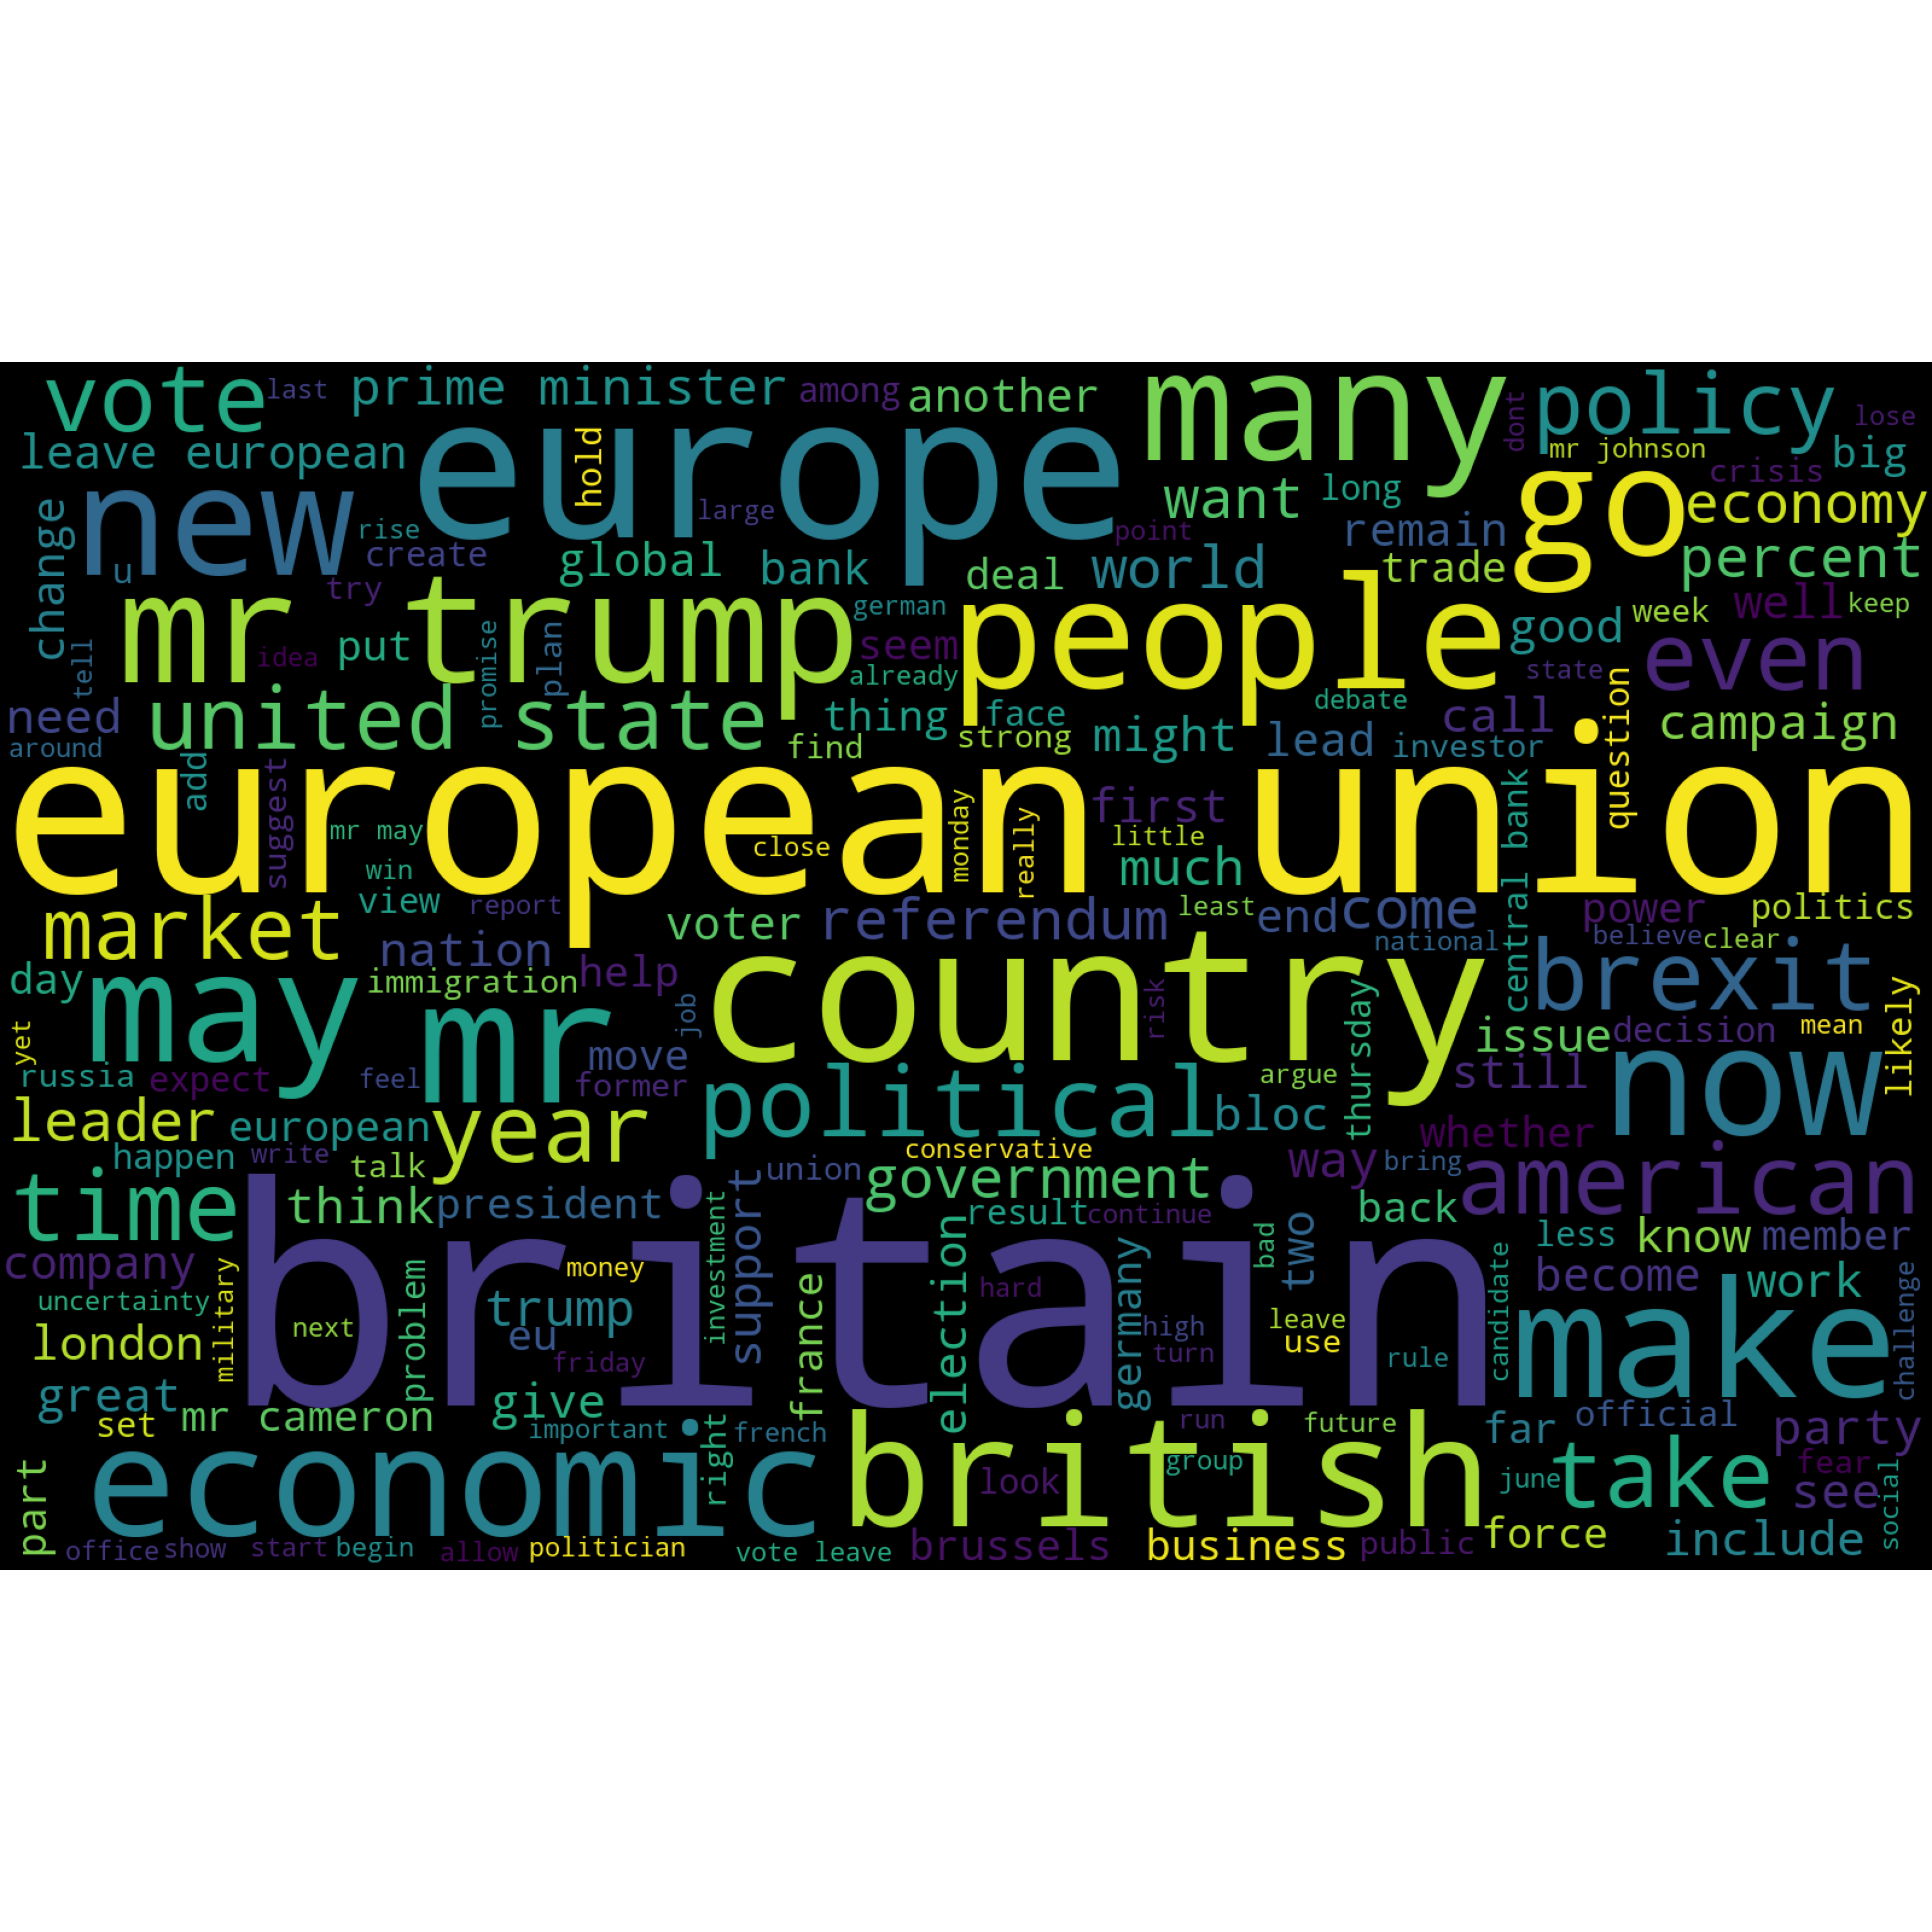 vote last prime minister among another many dont policy lose
leave european europe hold mr johnson big
new large want long crisis go economy
change rise point remain
u create global bank deal world trade percent
try german week well keep
mr trump people good even
tell idea put promise plan seem already state
need united state thing face debate call question campaign
around find strong might lead investor
european union
add suggest mr may close monday really first little central bank
win much
market view report voter referendum least end come power politics
nation national believe clear
day may immigration help country risk brexit likely
yet mr job thursday issue decision mean
russia expect feel move argue still now
former
leader european year political bloc whether
happen write talk conservative way bring american
time think president support union government back
result continue less know member
company britain investment election germany bad two candidate become work challenge
uncertainty military problem money trump france hard leave make
london next eu high use
friday turn rule
great give
set mr cameron important right french run future far official party
economic british group june take fear
part look see social
force include
office show start begin allow politician vote leave brussels business public